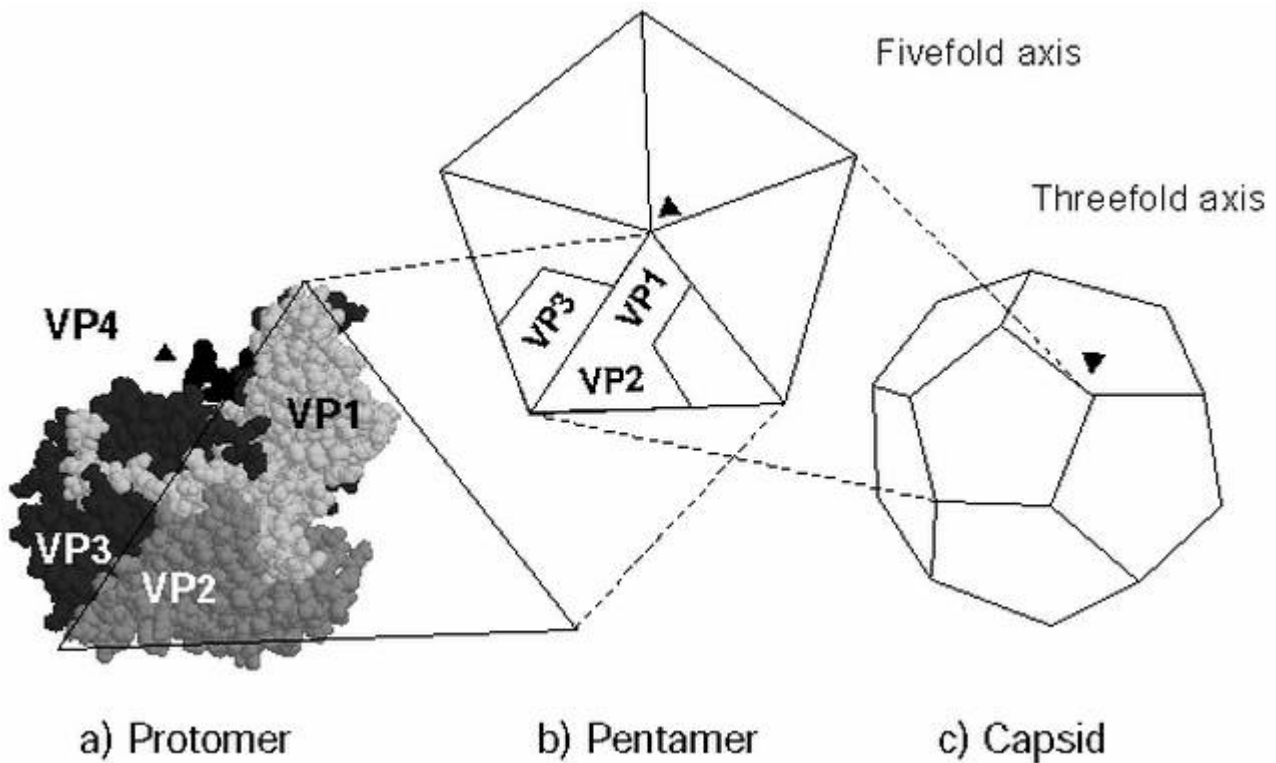 Fivefold axis
Threefold axis
VP4
VP1
VP3
VP2
VP3
VP1
VP2
a) Protomer
b) Pentamer
c) Capsid